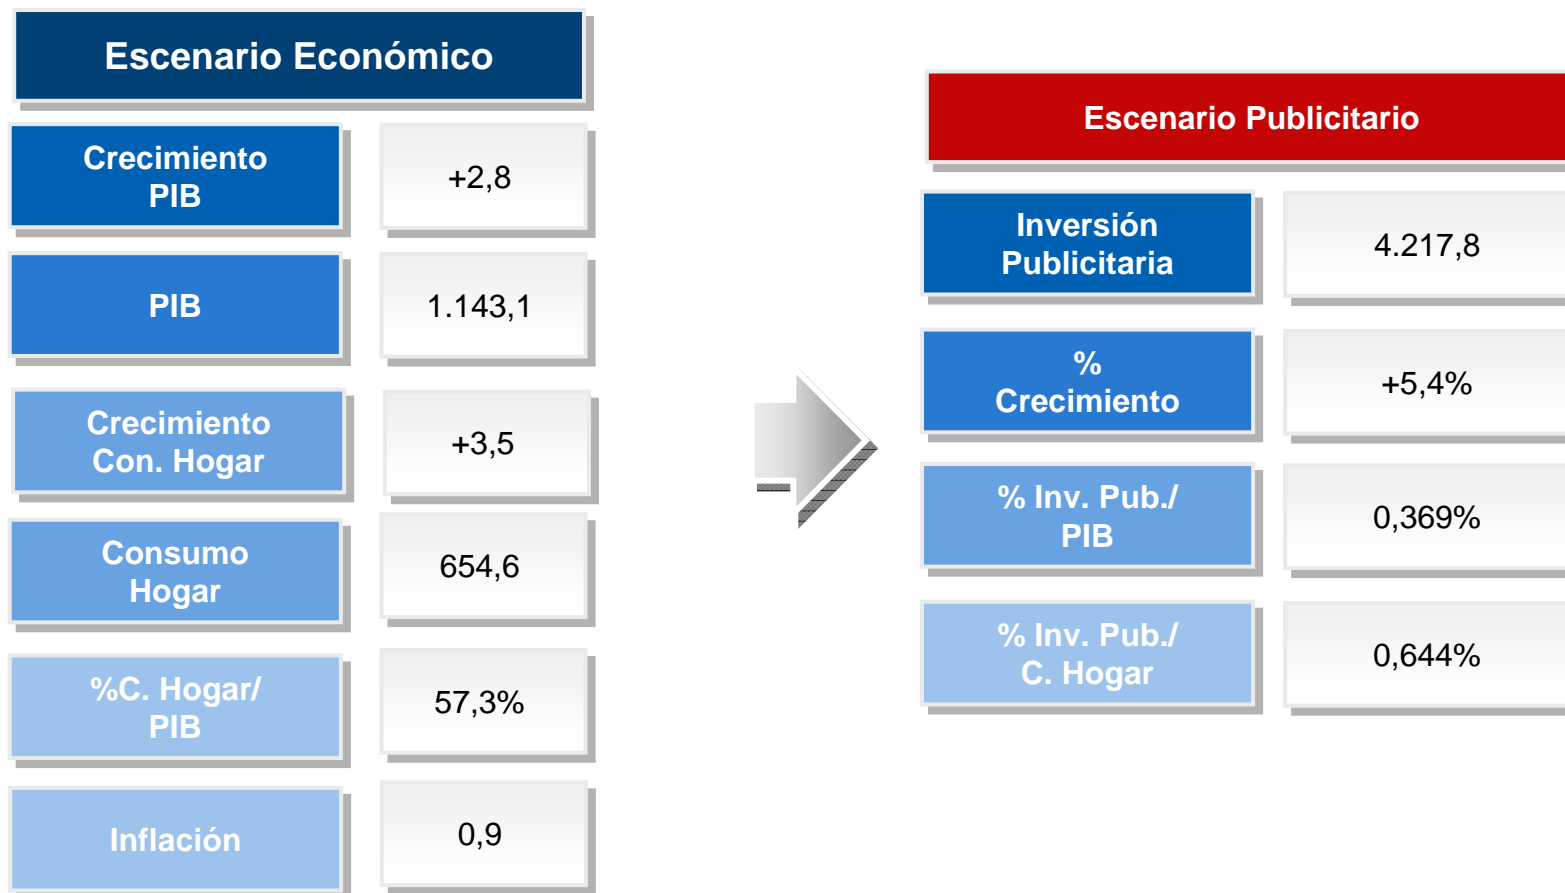 Escenario Económico
Crecimiento
PIB
+2,8
PIB
1.143,1
Crecimiento
Con. Hogar
+3,5
Consumo
Hogar
654,6
%C. Hogar/
PIB
57,3%
Inflación
0,9
Escenario Publicitario
Inversión
Publicitaria
4.217,8
%
Crecimiento
+5,4%
% Inv. Pub./
PIB
0,369%
% Inv. Pub./
C. Hogar
0,644%